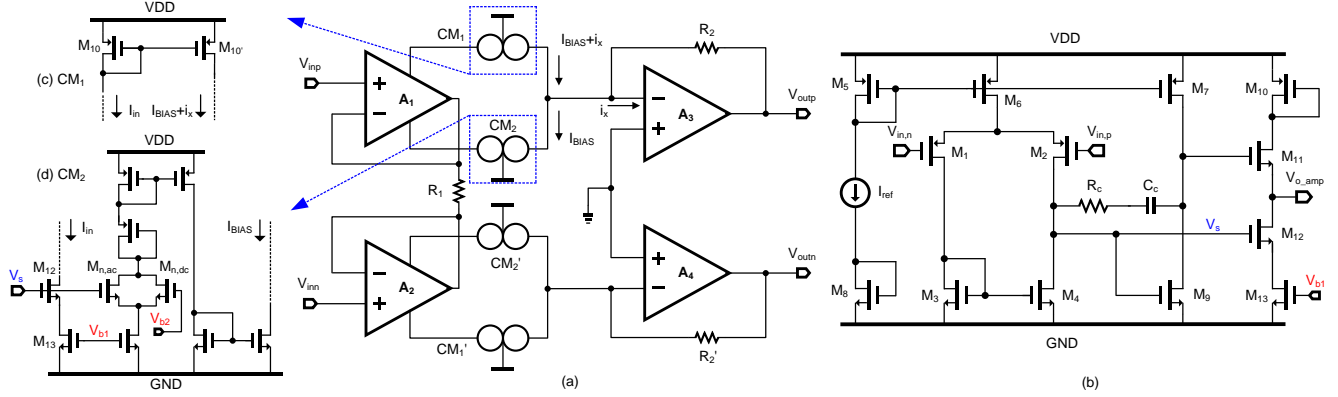 VDD
M10
M10'
(c) CM1
Iin
IBIAS+ix
VDD
(d) CM2
Iin
IBIAS
M12
Mn,ac
Mn,dc
Vs
Vb2
Vb1
M13
GND
CM1
IBIAS+ix
R2
Vinp
+
−
A1
ix
−
+
A3
Voutp
CM2
IBIAS
R1
CM2'
−
+
A2
Vinn
+
−
A4
Voutn
CM1'
R2'
(a)
VDD
M5
M6
M7
M10
Vin,n
Vin,p
M1
M2
M11
Vo_amp
Iref
Rc
Cc
Vs
M12
M8
M3
M4
M9
M13
Vb1
GND
(b)